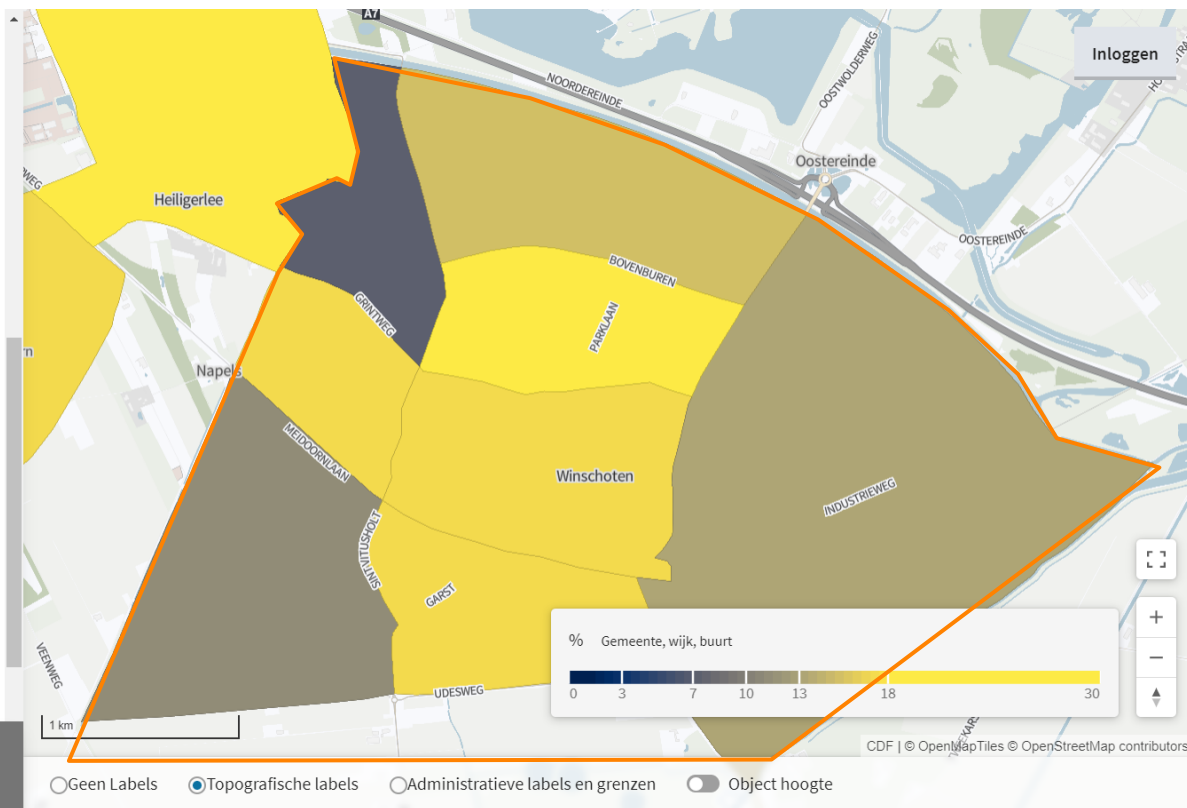 A7
Inloggen
NOORDEREINDE
OOSTWOLDERWEG
Oostereinde
OOSTEREINDE
WEG
Heiligerlee
BOVENBUREN
PARKLAAN
GRINTWEG
rn
Napels
MEIDOORNLAAN
Winschoten
INDUSTRIEWEG
SINT VITUSHOLT
GARST
VEENWEG
UDESWEG
% Gemeente, wijk, buurt
0 3 7 10 13 18 30
1 km
CDF | © OpenMapTiles © OpenStreetMap contributors
Geen Labels Topografische labels Administratieve labels en grenzen Object hoogte